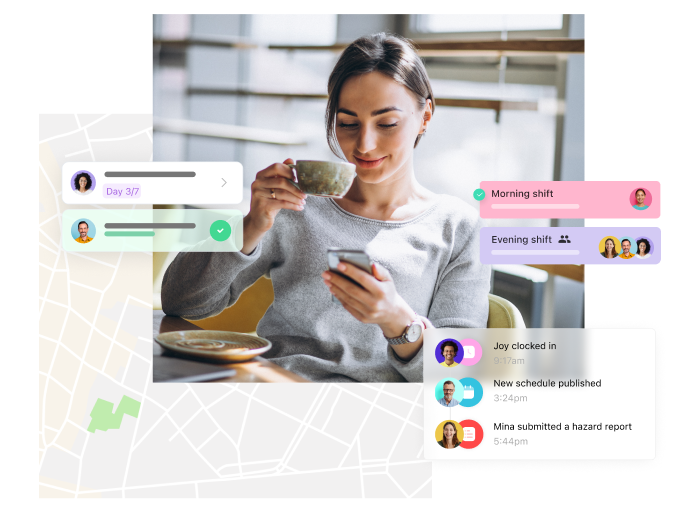 Day 3/7
Morning shift
Evening shift
Joy clocked in
9:17am
New schedule published
3:24pm
Mina submitted a hazard report
5:44pm